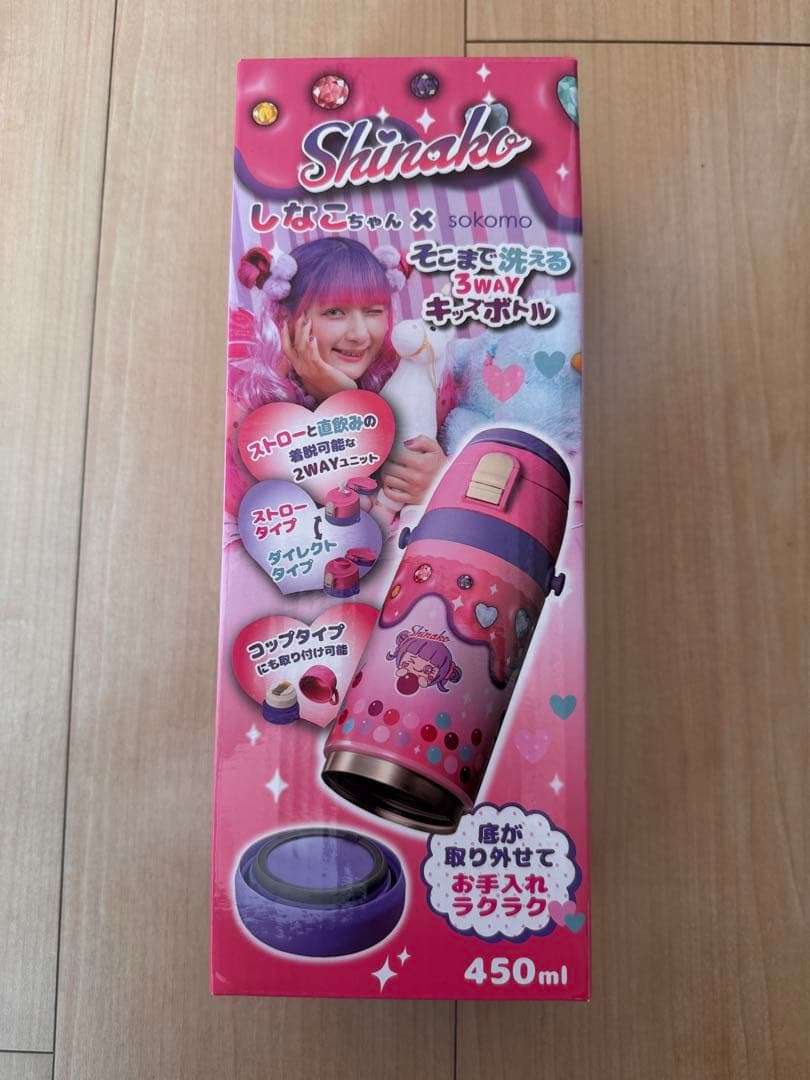 Shinako
しなこちゃん × sokomo
そこまで洗える
3WAY
キッズボトル
ストローと直飲みの
着脱可能な
2WAYユニット
ストロー
タイプ
ダイレクト
タイプ
コップタイプ
にも取り付け可能
Shinako
底が
取り外せて
お手入れ
ラクラク
450ml